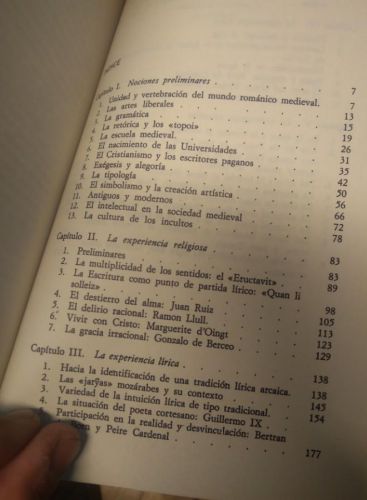 INDICE
Capítulo I. Nociones preliminares . . . . . . 7
1. Unidad y vertebración del mundo románico medieval. 7
2. Las artes liberales . . . . . . . 13
3. La gramática . . . . . . . 15
4. La retórica y los «topoi» . . . . . . 19
5. La escuela medieval. . . . . . . 26
6. El nacimiento de las Universidades . . . . 31
7. El Cristianismo y los escritores paganos . . . 35
8. Exégesis y alegoría . . . . . . 42
9. La tipología . . . . . . . 50
10. El simbolismo y la creación artística . . . . 56
11. Antiguos y modernos . . . . . . 66
12. El intelectual en la sociedad medieval . . . . 72
13. La cultura de los incultos . . . . . 78
Capítulo II. La experiencia religiosa . . . . . 83
1. Preliminares . . . . . . . 83
2. La multiplicidad de los sentidos: el «Eructavit» . . 89
3. La Escritura como punto de partida lírico: «Quan li
solleiz» . . . . . . . 98
4. El destierro del alma: Juan Ruiz . . . . 105
5. El delirio racional: Ramon Llull. . . . . 113
6. Vivir con Cristo: Marguerite d'Oingt . . . . 123
7. La gracia irracional: Gonzalo de Berceo . . . 129
Capítulo III. La experiencia lírica . . . . . 138
1. Hacia la identificación de una tradición lírica arcaica. 138
2. Las «jarŷas» mozárabes y su contexto . . . 145
3. Variedad de la intuición lírica de tipo tradicional. . 154
4. La situación del poeta cortesano: Guillermo IX . .
Participación en la realidad y desvinculación: Bertran
Born y Peire Cardenal . . . . . 177